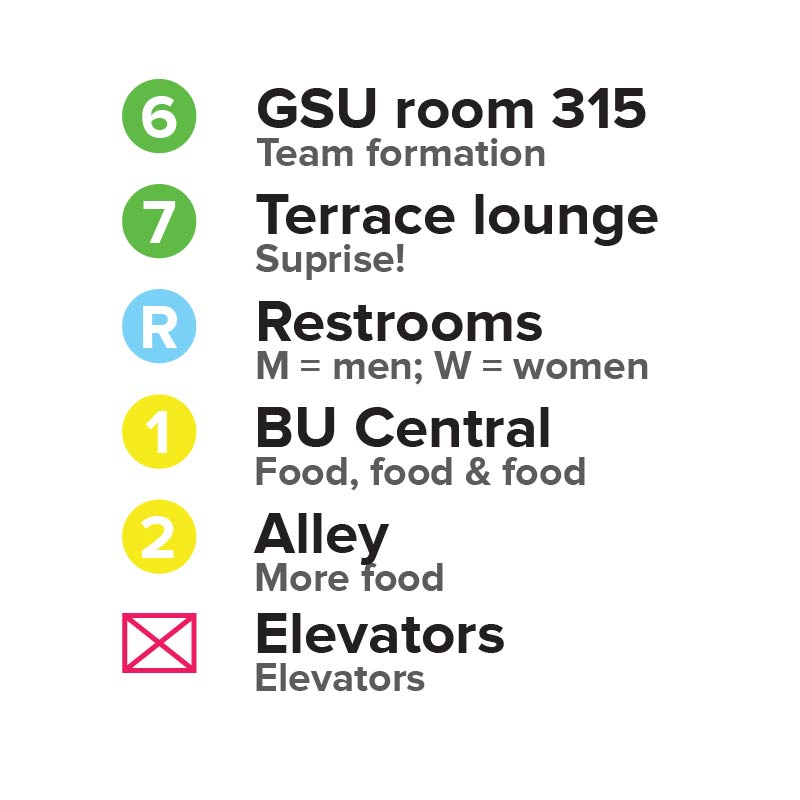 6 GSU room 315
Team formation
7 Terrace lounge
Suprise!
R Restrooms
M = men; W = women
1 BU Central
Food, food & food
2 Alley
More food
Elevators
Elevators